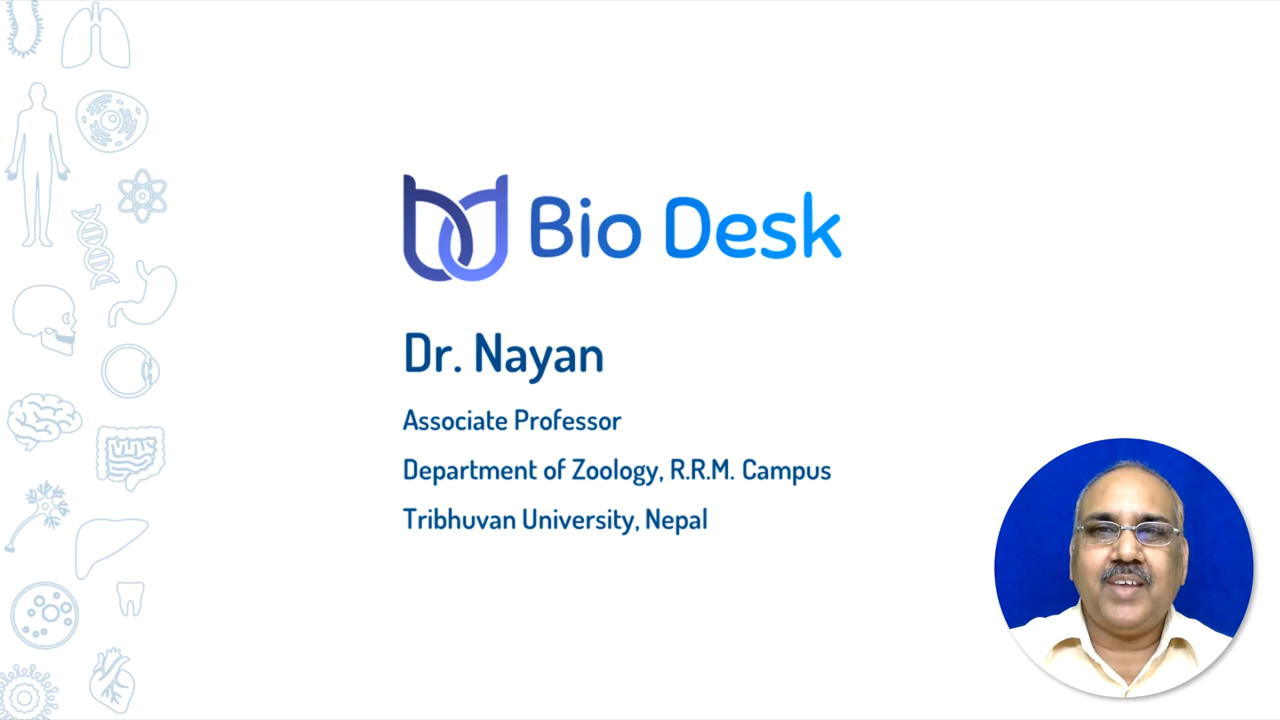 Bio Desk
Dr. Nayan
Associate Professor
Department of Zoology, R.R.M. Campus
Tribhuvan University, Nepal